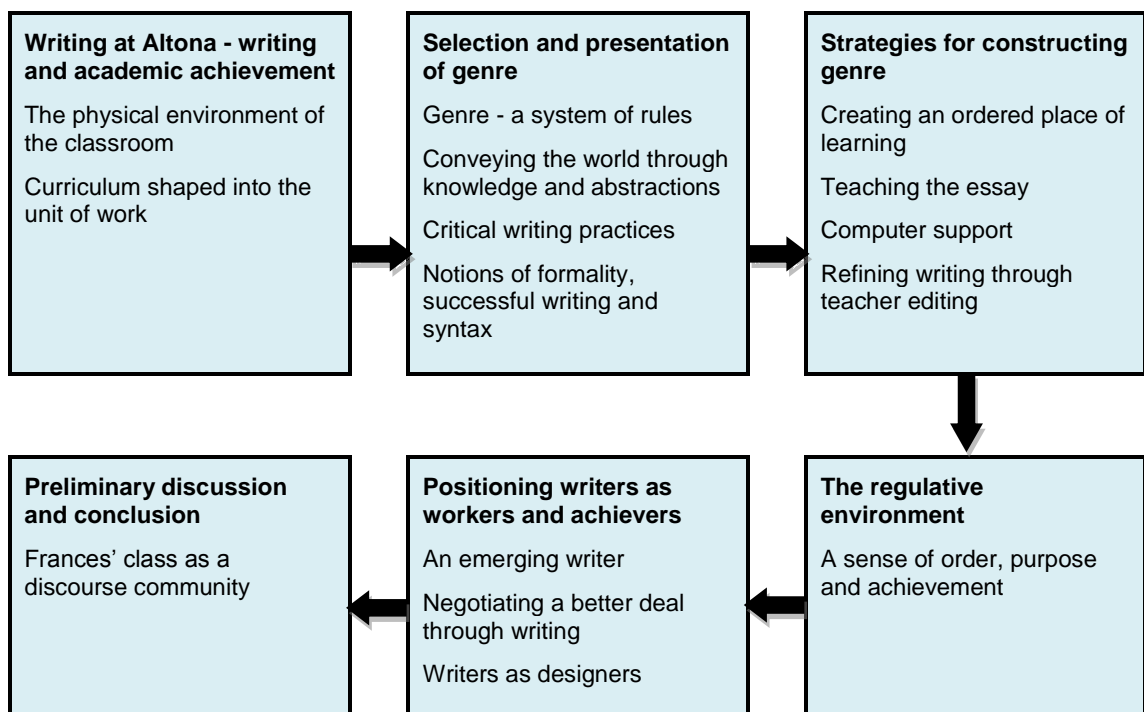 Writing at Altona - writing
and academic achievement
The physical environment of
the classroom
Curriculum shaped into the
unit of work
Selection and presentation
of genre
Genre - a system of rules
Conveying the world through
knowledge and abstractions
Critical writing practices
Notions of formality,
successful writing and
syntax
Strategies for constructing
genre
Creating an ordered place of
learning
Teaching the essay
Computer support
Refining writing through
teacher editing
The regulative
environment
A sense of order, purpose
and achievement
Positioning writers as
workers and achievers
An emerging writer
Negotiating a better deal
through writing
Writers as designers
Preliminary discussion
and conclusion
Frances’ class as a
discourse community